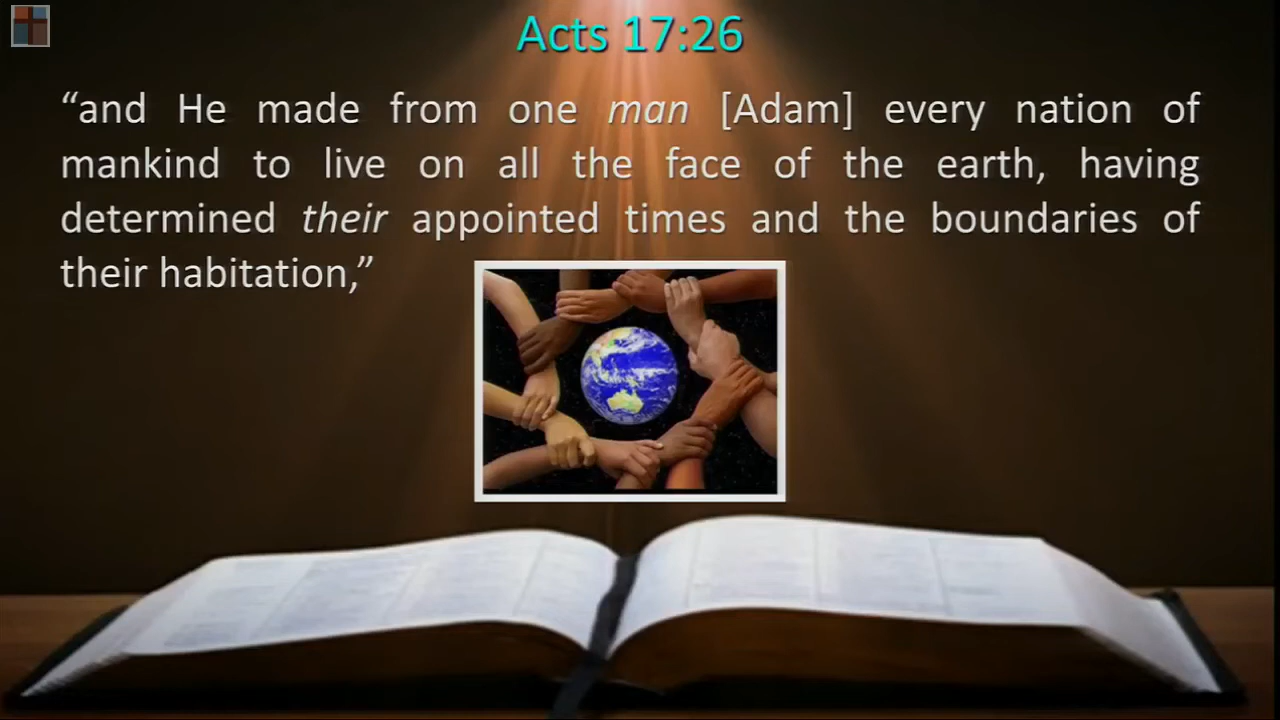 Acts 17:26
“and He made from one man [Adam] every nation of
mankind to live on all the face of the earth, having
determined their appointed times and the boundaries of
their habitation,”